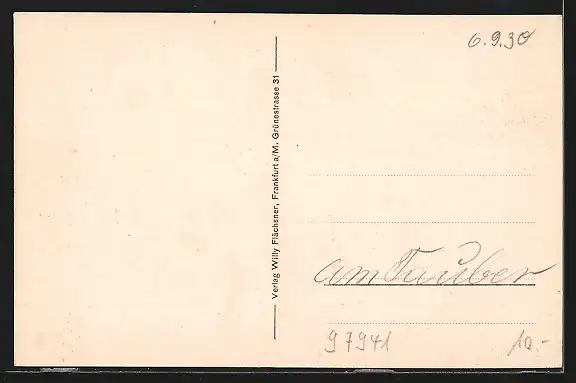 6.9.30
Verlag Willy Flächsner, Frankfurt a/M. Grünestrasse 31
am Tauber
97941
10.-